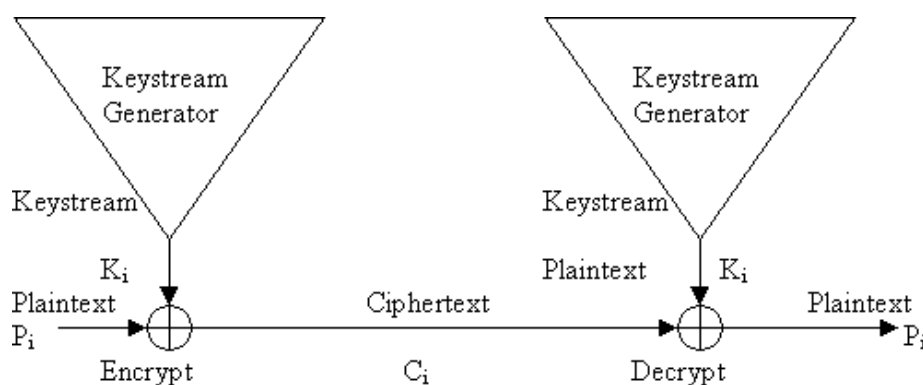 Keystream
Generator
Keystream
Generator
Keystream
Keystream
Ki
Plaintext
Ki
Plaintext
Ciphertext
Plaintext
Pi
Pi
Encrypt
Ci
Decrypt